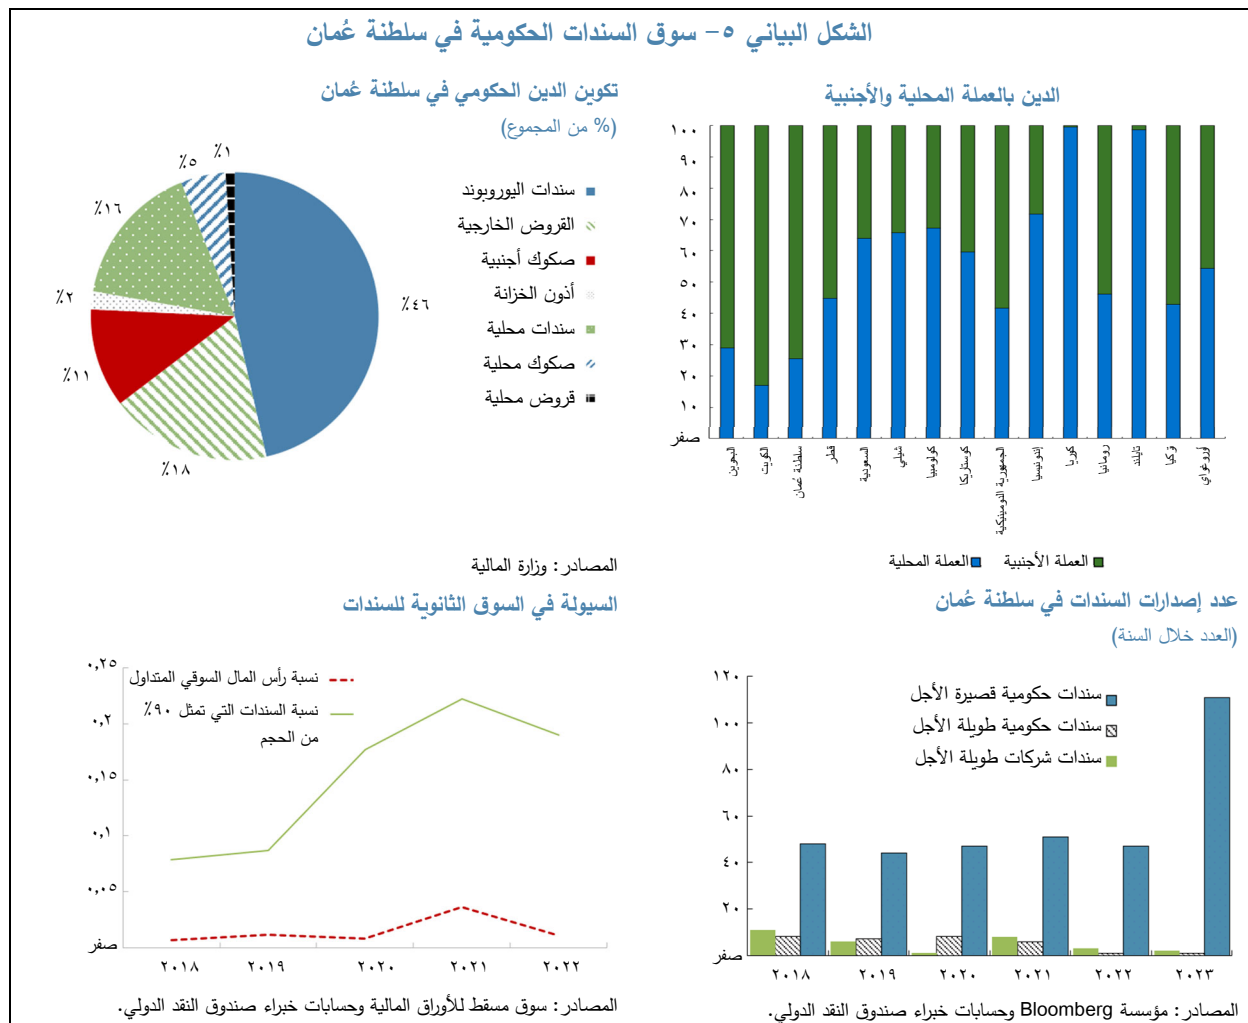 الشكل البياني ٥- سوق السندات الحكومية في سلطنة عُمان
الدين بالعملة المحلية والأجنبية
١٠٠
٩٠
٨٠
٧٠
٦٠
٥٠
٤٠
٣٠
٢٠
١٠
صفر
البحرين
الكويت
سلطنة عُمان
قطر
السعودية
شيلي
كولومبيا
كوستاريكا
الجمهورية الدومينيكية
إندونيسيا
كوريا
رومانيا
تايلند
تركيا
أوروغواي
العملة الأجنبية
العملة المحلية
تكوين الدين الحكومي في سلطنة عُمان
(% من المجموع)
سندات اليوروبوند
القروض الخارجية
صكوك أجنبية
أذون الخزانة
سندات محلية
صكوك محلية
قروض محلية
٪١
٪٥
٪١٦
٪٢
٪١١
٪١٨
٪٤٦
المصادر: وزارة المالية
عدد إصدارات السندات في سلطنة عُمان
(العدد خلال السنة)
سندات حكومية قصيرة الأجل
سندات حكومية طويلة الأجل
سندات شركات طويلة الأجل
١٢٠
١٠٠
٨٠
٦٠
٤٠
٢٠
صفر
٢٠١٨
٢٠١٩
٢٠٢٠
٢٠٢١
٢٠٢٢
٢٠٢٣
المصادر: مؤسسة Bloomberg وحسابات خبراء صندوق النقد الدولي.
السيولة في السوق الثانوية للسندات
نسبة رأس المال السوقي المتداول
نسبة السندات التي تمثل ٩٠٪
من الحجم
٠,٢٥
٠,٢
٠,١٥
٠,١
٠,٠٥
صفر
٢٠١٨
٢٠١٩
٢٠٢٠
٢٠٢١
٢٠٢٢
المصادر: سوق مسقط للأوراق المالية وحسابات خبراء صندوق النقد الدولي.